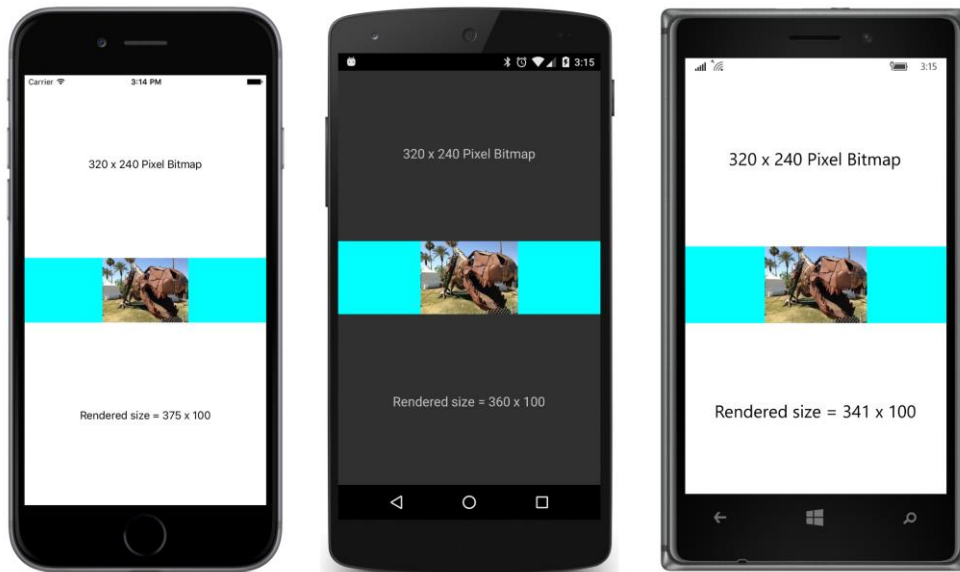 Carrier
3:14 PM
320 x 240 Pixel Bitmap
Rendered size = 375 x 100
3:15
320 x 240 Pixel Bitmap
Rendered size = 360 x 100
3:15
320 x 240 Pixel Bitmap
Rendered size = 341 x 100